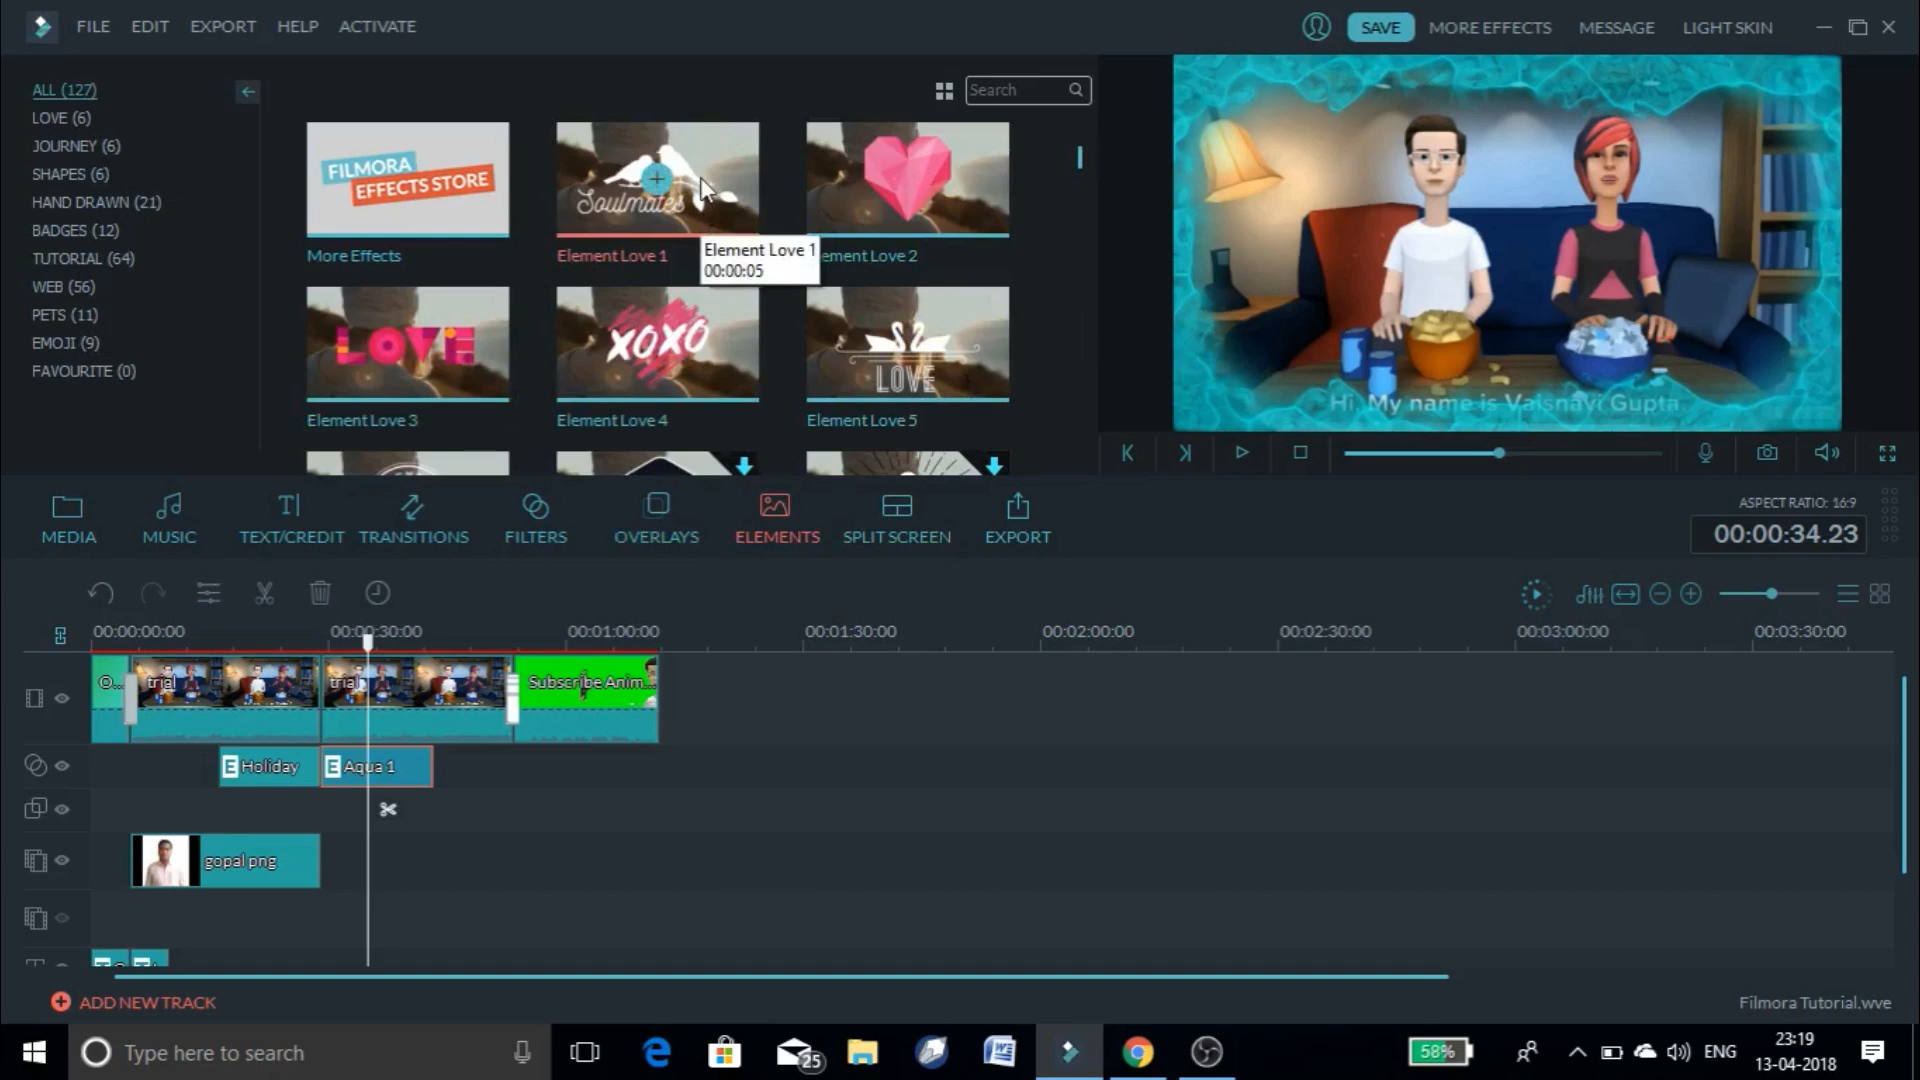 FILE EDIT EXPORT HELP ACTIVATE
SAVE MORE EFFECTS MESSAGE LIGHT SKIN
ALL (127)
LOVE (6)
JOURNEY (6)
SHAPES (6)
HAND DRAWN (21)
BADGES (12)
TUTORIAL (64)
WEB (56)
PETS (11)
EMOJI (9)
FAVOURITE (0)
Search
FILMORA
EFFECTS STORE
Soulmates
More Effects
Element Love 1
ement Love 2
Element Love 1
00:00:05
LOVE
XOXO
LOVE
Element Love 3
Element Love 4
Element Love 5
Hi, My name is Vaisnavi Gupta.
MEDIA
MUSIC
TEXT/CREDIT
TRANSITIONS
FILTERS
OVERLAYS
ELEMENTS
SPLIT SCREEN
EXPORT
ASPECT RATIO: 16:9
00:00:34.23
00:00:00:00
00:00:30:00
00:01:00:00
00:01:30:00
00:02:00:00
00:02:30:00
00:03:00:00
00:03:30:00
O...
trial
trial
Subscribe Anim...
E Holiday
E Aqua 1
gopal png
ADD NEW TRACK
Filmora Tutorial.wve
Type here to search
25
58%
ENG
23:19
13-04-2018